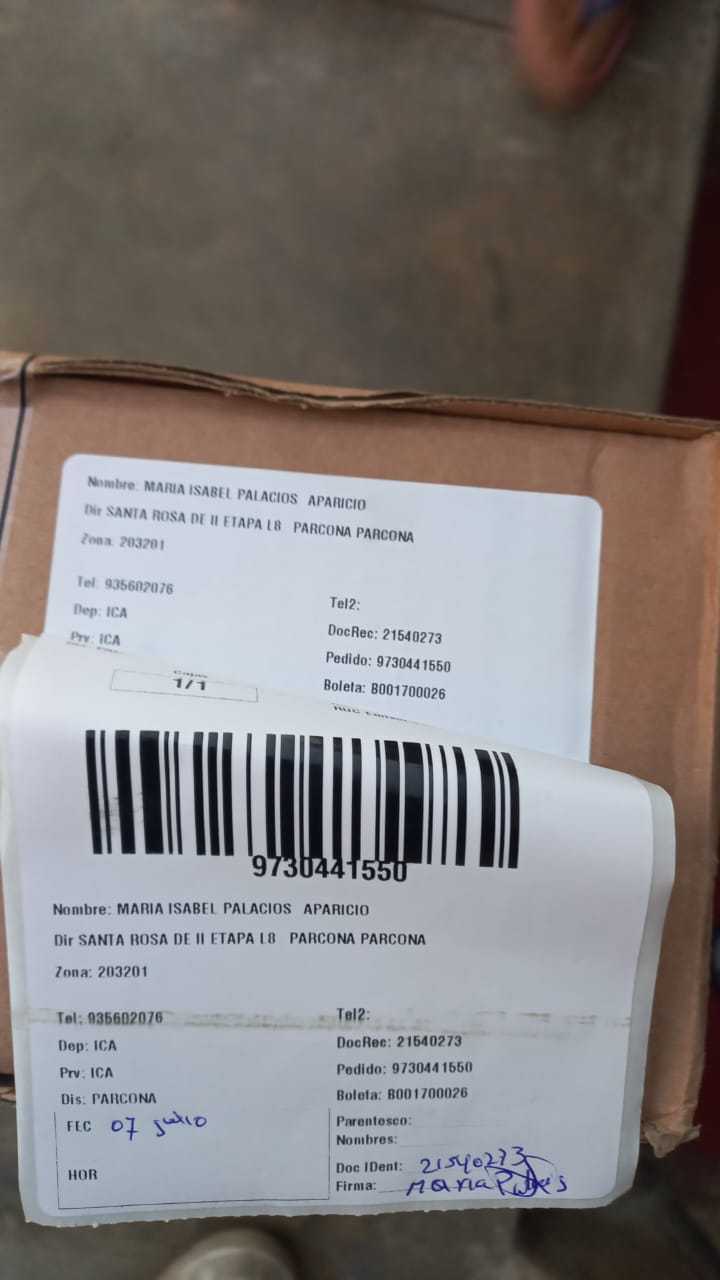 Nombre: MARIA ISABEL PALACIOS APARICIO
Dir SANTA ROSA DE II ETAPA L8 PARCONA PARCONA
Zona: 203201
Tel: 935602076
Tel2:
Dep: ICA
DocRec: 21540273
Prv: ICA
Pedido: 9730441550
Boleta: B001700026
1/1
9730441550
Nombre: MARIA ISABEL PALACIOS APARICIO
Dir SANTA ROSA DE II ETAPA L8 PARCONA PARCONA
Zona: 203201
Tel: 935602076
Tel2:
Dep: ICA
DocRec: 21540273
Prv: ICA
Pedido: 9730441550
Dis: PARCONA
Boleta: B001700026
FEC 07 julio
Parentesco:
Nombres:
HOR
Doc IDent: 21540273
Firma: Maria